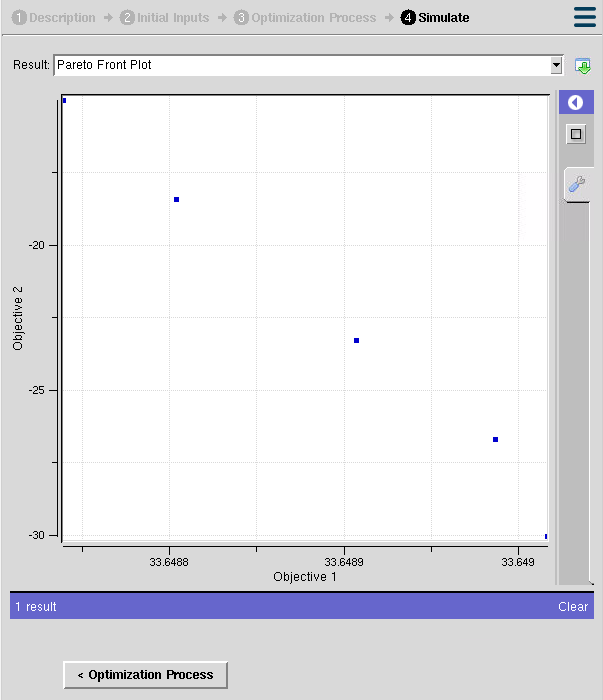 1 Description → 2 Initial Inputs → 3 Optimization Process → 4 Simulate
Result: Pareto Front Plot
-20
-25
-30
Objective 2
33.6488 33.6489 33.649
Objective 1
1 result Clear
< Optimization Process